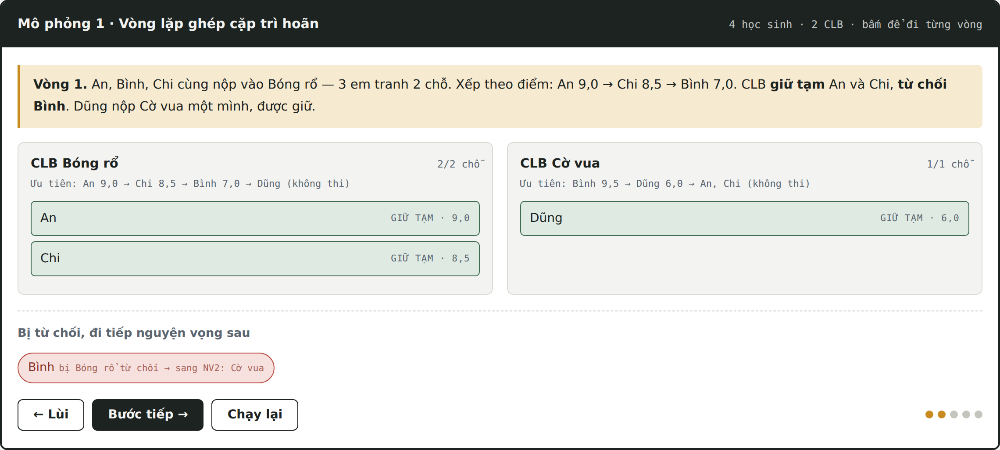 Mô phỏng 1 · Vòng lặp ghép cặp trì hoãn
4 học sinh · 2 CLB · bấm để đi từng vòng
Vòng 1. An, Bình, Chi cùng nộp vào Bóng rổ — 3 em tranh 2 chỗ. Xếp theo điểm: An 9,0 → Chi 8,5 → Bình 7,0. CLB giữ tạm An và Chi, từ chối
Bình. Dũng nộp Cờ vua một mình, được giữ.
CLB Bóng rổ
2/2 chỗ
Ưu tiên: An 9,0 → Chi 8,5 → Bình 7,0 → Dũng (không thi)
An
GIỮ TẠM · 9,0
Chi
GIỮ TẠM · 8,5
CLB Cờ vua
1/1 chỗ
Ưu tiên: Bình 9,5 → Dũng 6,0 → An, Chi (không thi)
Dũng
GIỮ TẠM · 6,0
Bị từ chối, đi tiếp nguyện vọng sau
Bình bị Bóng rổ từ chối → sang NV2: Cờ vua
← Lùi
Bước tiếp →
Chạy lại